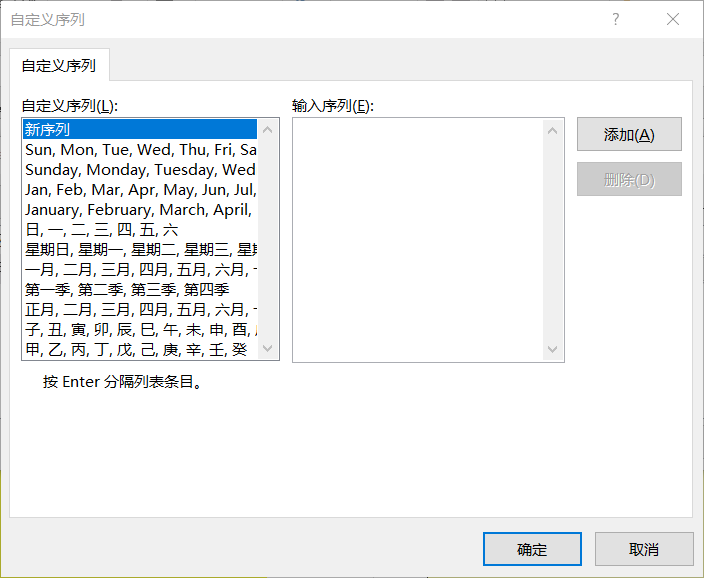 自定义序列
自定义序列
自定义序列(L):
输入序列(E):
新序列
Sun, Mon, Tue, Wed, Thu, Fri, Sa
Sunday, Monday, Tuesday, Wed
Jan, Feb, Mar, Apr, May, Jun, Jul,
January, February, March, April,
日, 一, 二, 三, 四, 五, 六
星期日, 星期一, 星期二, 星期三, 星期
一月, 二月, 三月, 四月, 五月, 六月,
第一季, 第二季, 第三季, 第四季
正月, 二月, 三月, 四月, 五月, 六月,
子, 丑, 寅, 卯, 辰, 巳, 午, 未, 申, 酉,
甲, 乙, 丙, 丁, 戊, 己, 庚, 辛, 壬, 癸
添加(A)
删除(D)
按 Enter 分隔列表条目。
确定
取消